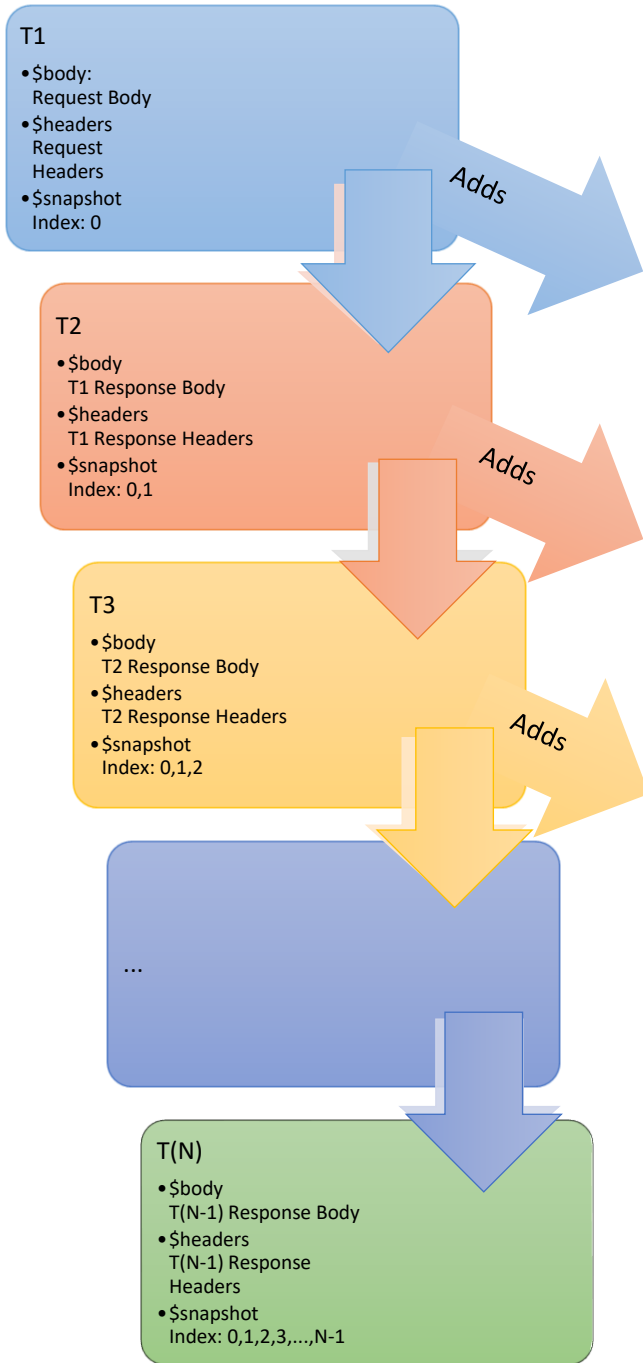 T1
•$body:
Request Body
•$headers
Request
Headers
•$snapshot
Index: 0
Adds
T2
•$body
T1 Response Body
•$headers
T1 Response Headers
•$snapshot
Index: 0,1
Adds
T3
•$body
T2 Response Body
•$headers
T2 Response Headers
•$snapshot
Index: 0,1,2
Adds
...
T(N)
•$body
T(N-1) Response Body
•$headers
T(N-1) Response
Headers
•$snapshot
Index: 0,1,2,3,...,N-1